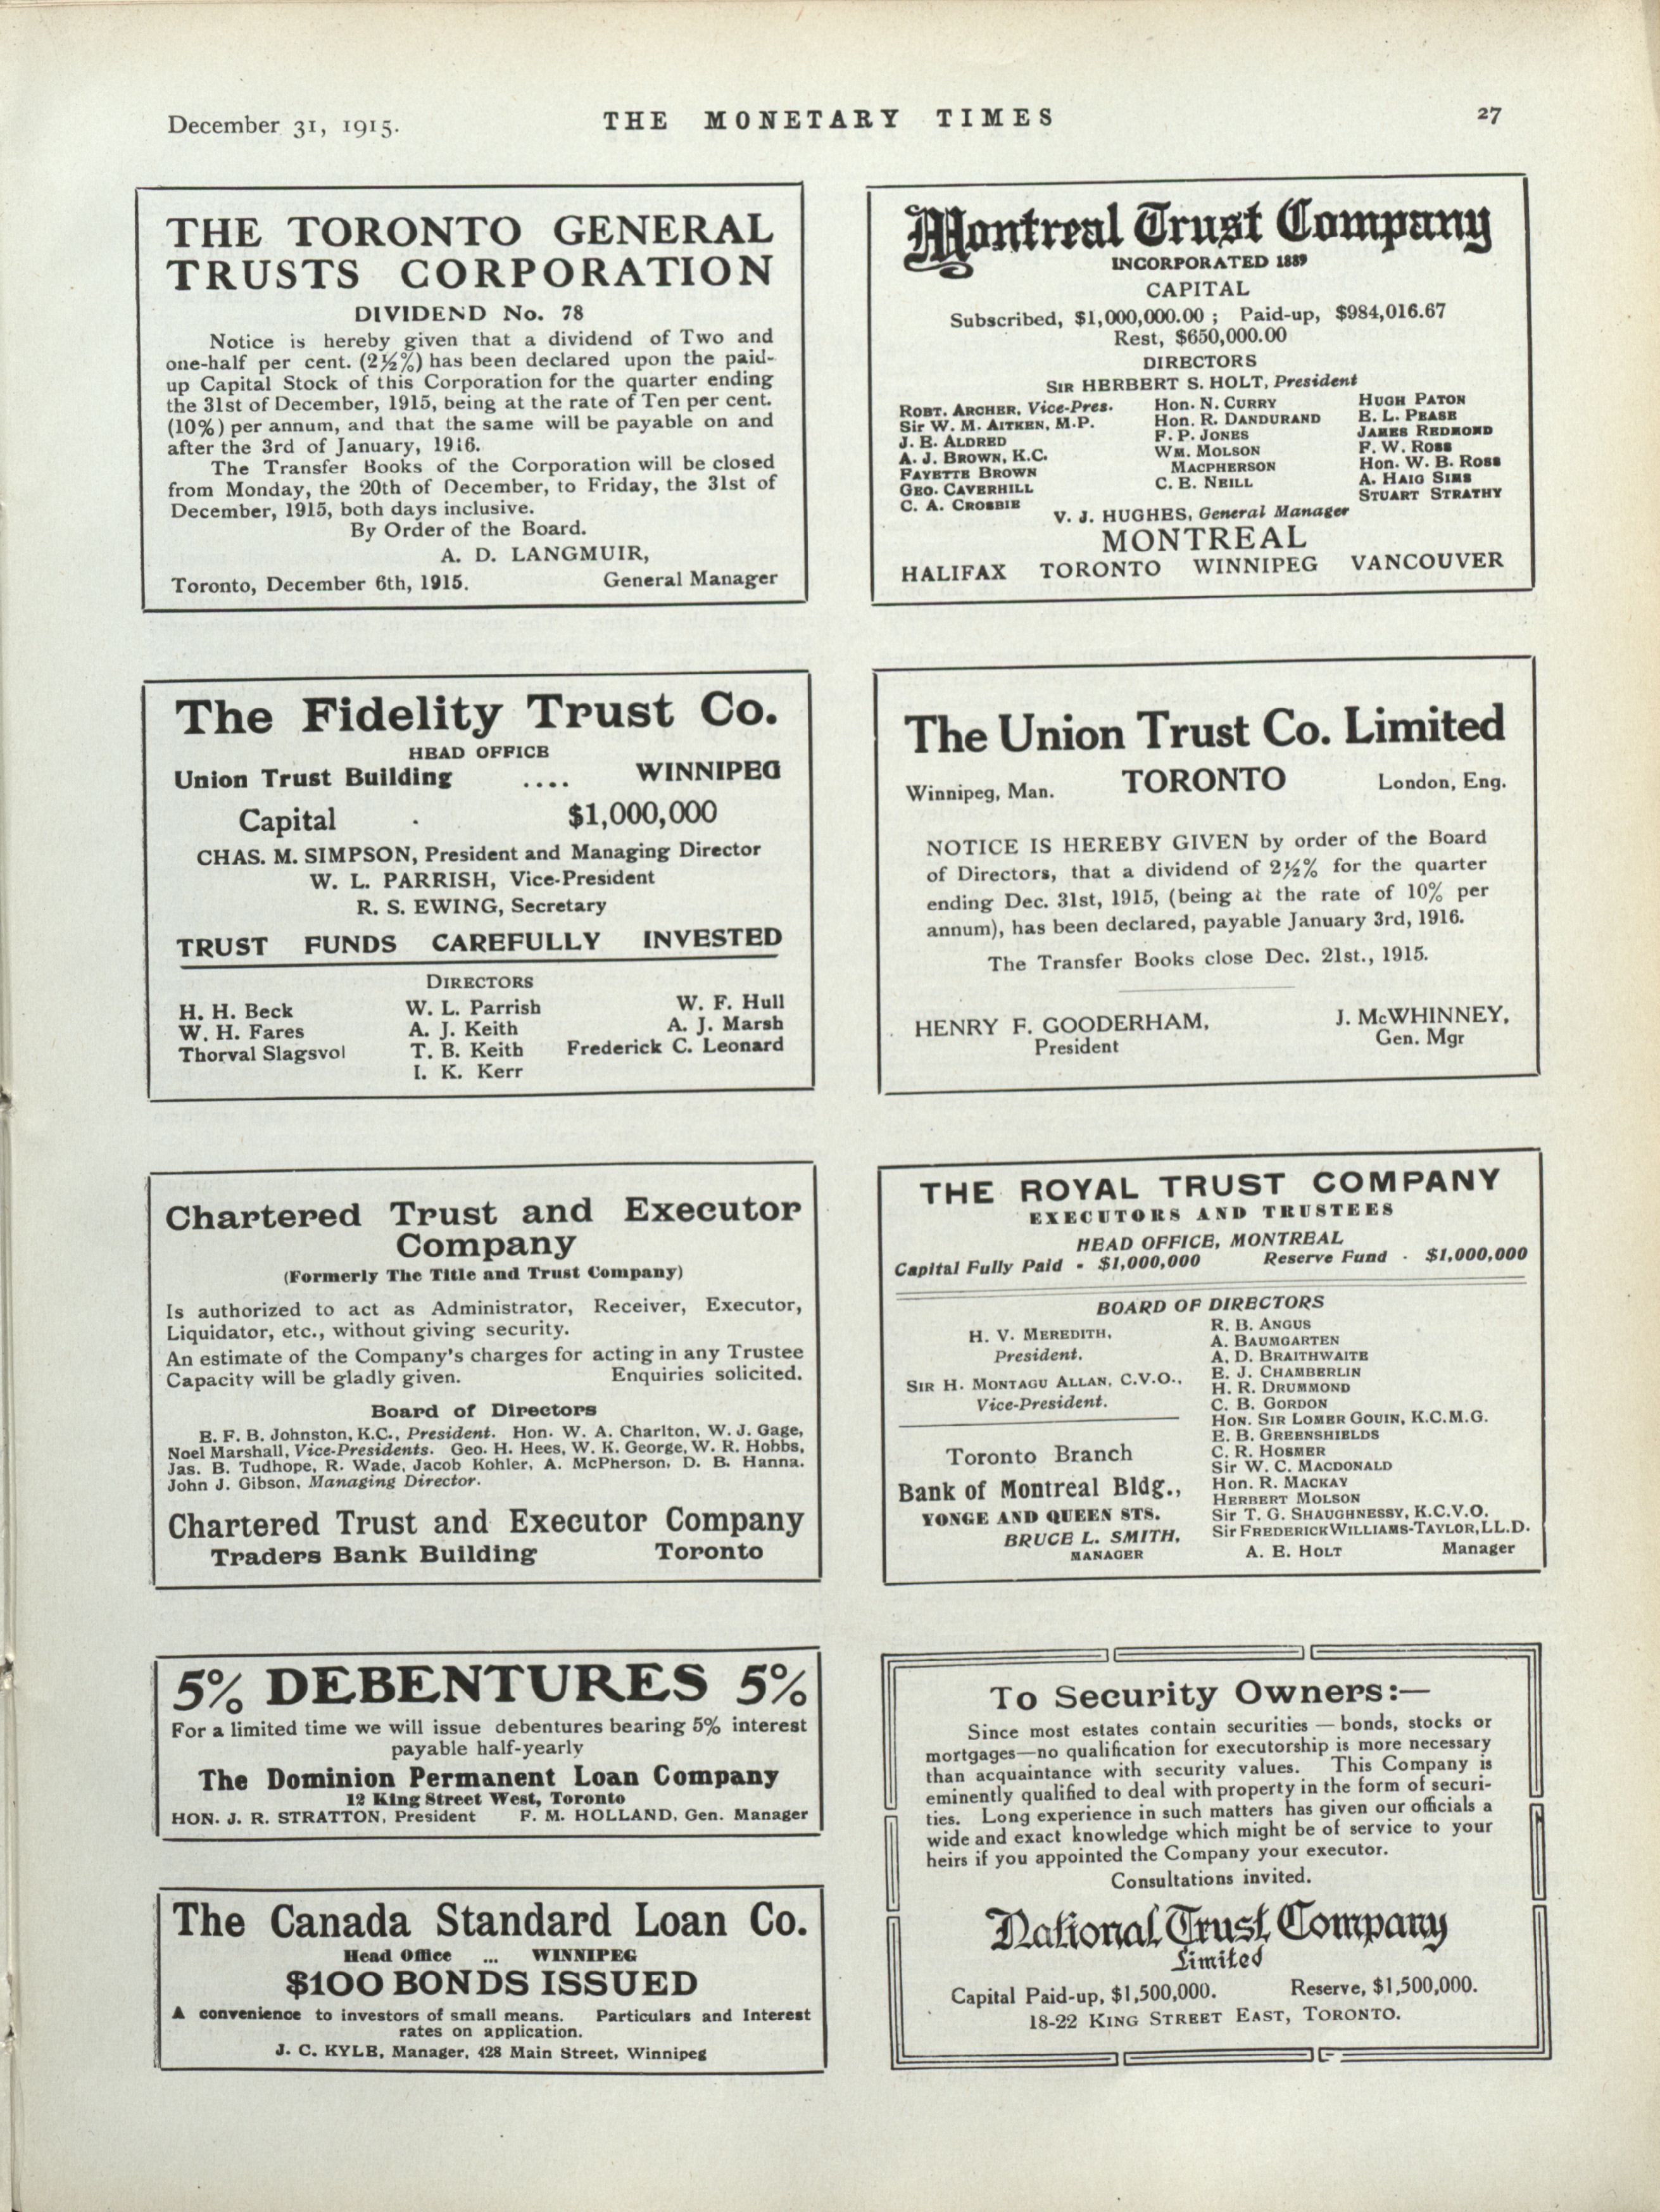 December 31, 1915.
THE MONETARY TIMES
27
THE TORONTO GENERAL
TRUSTS CORPORATION
DIVIDEND No. 78
Notice is hereby given that a dividend of Two and
one-half per cent. (2½%) has been declared upon the paid-
up Capital Stock of this Corporation for the quarter ending
the 31st of December, 1915, being at the rate of Ten per cent.
(10%) per annum, and that the same will be payable on and
after the 3rd of January, 1916.
The Transfer Books of the Corporation will be closed
from Monday, the 20th of December, to Friday, the 31st of
December, 1915, both days inclusive.
By Order of the Board.
A. D. LANGMUIR,
Toronto, December 6th, 1915. General Manager
Montreal Trust Company
INCORPORATED 1889
CAPITAL
Subscribed, $1,000,000.00 ; Paid-up, $984,016.67
Rest, $650,000.00
DIRECTORS
SIR HERBERT S. HOLT, President
ROBT. ARCHER, Vice-Pres.
Sir W. M. AITKEN, M.P.
J. E. ALDRED
A. J. BROWN, K.C.
FAYETTE BROWN
GEO. CAVERHILL
C. A. CROSBIE
Hon. N. CURRY
Hon. R. DANDURAND
F. P. JONES
WM. MOLSON
MACPHERSON
C. E. NEILL
HUGH PATON
E. L. PEASE
JAMES REDMOND
F. W. ROSS
Hon. W. B. ROSS
A. HAIG SIMS
STUART STRATHY
V. J. HUGHES, General Manager
MONTREAL
HALIFAX TORONTO WINNIPEG VANCOUVER
The Fidelity Trust Co.
HEAD OFFICE
Union Trust Building .... WINNIPEG
Capital . $1,000,000
CHAS. M. SIMPSON, President and Managing Director
W. L. PARRISH, Vice-President
R. S. EWING, Secretary
TRUST FUNDS CAREFULLY INVESTED
DIRECTORS
H. H. Beck
W. H. Fares
Thorval Slagsvol
W. L. Parrish
A. J. Keith
T. B. Keith
I. K. Kerr
W. F. Hull
A. J. Marsh
Frederick C. Leonard
The Union Trust Co. Limited
Winnipeg, Man. TORONTO London, Eng.
NOTICE IS HEREBY GIVEN by order of the Board
of Directors, that a dividend of 2½% for the quarter
ending Dec. 31st, 1915, (being at the rate of 10% per
annum), has been declared, payable January 3rd, 1916.
The Transfer Books close Dec. 21st., 1915.
HENRY F. GOODERHAM,
President
J. McWHINNEY,
Gen. Mgr
Chartered Trust and Executor
Company
(Formerly The Title and Trust Company)
Is authorized to act as Administrator, Receiver, Executor,
Liquidator, etc., without giving security.
An estimate of the Company's charges for acting in any Trustee
Capacity will be gladly given. Enquiries solicited.
Board of Directors
E. F. B. Johnston, K.C., President. Hon. W. A. Charlton, W. J. Gage,
Noel Marshall, Vice-Presidents. Geo. H. Hees, W. K. George, W. R. Hobbs,
Jas. B. Tudhope, R. Wade, Jacob Kohler, A. McPherson, D. B. Hanna.
John J. Gibson, Managing Director.
Chartered Trust and Executor Company
Traders Bank Building Toronto
THE ROYAL TRUST COMPANY
EXECUTORS AND TRUSTEES
HEAD OFFICE, MONTREAL
Capital Fully Paid - $1,000,000 Reserve Fund - $1,000,000
BOARD OF DIRECTORS
H. V. MEREDITH,
President.
SIR H. MONTAGU ALLAN, C.V.O.,
Vice-President.
Toronto Branch
Bank of Montreal Bldg.,
YONGE AND QUEEN STS.
BRUCE L. SMITH,
MANAGER
R. B. ANGUS
A. BAUMGARTEN
A. D. BRAITHWAITE
E. J. CHAMBERLIN
H. R. DRUMMOND
C. B. GORDON
HON. SIR LOMER GOUIN, K.C.M.G.
E. B. GREENSHIELDS
C. R. HOSMER
Sir W. C. MACDONALD
Hon. R. MACKAY
HERBERT MOLSON
Sir T. G. SHAUGHNESSY, K.C.V.O.
Sir FREDERICK WILLIAMS-TAYLOR, LL.D.
A. E. HOLT Manager
5% DEBENTURES 5%
For a limited time we will issue debentures bearing 5% interest
payable half-yearly
The Dominion Permanent Loan Company
12 King Street West, Toronto
HON. J. R. STRATTON, President F. M. HOLLAND, Gen. Manager
The Canada Standard Loan Co.
Head Office ... WINNIPEG
$100 BONDS ISSUED
A convenience to investors of small means. Particulars and Interest
rates on application.
J. C. KYLE, Manager, 428 Main Street, Winnipeg
To Security Owners:—
Since most estates contain securities — bonds, stocks or
mortgages—no qualification for executorship is more necessary
than acquaintance with security values. This Company is
eminently qualified to deal with property in the form of securi-
ties. Long experience in such matters has given our officials a
wide and exact knowledge which might be of service to your
heirs if you appointed the Company your executor.
Consultations invited.
National Trust Company
Limited
Capital Paid-up, $1,500,000. Reserve, $1,500,000.
18-22 KING STREET EAST, TORONTO.